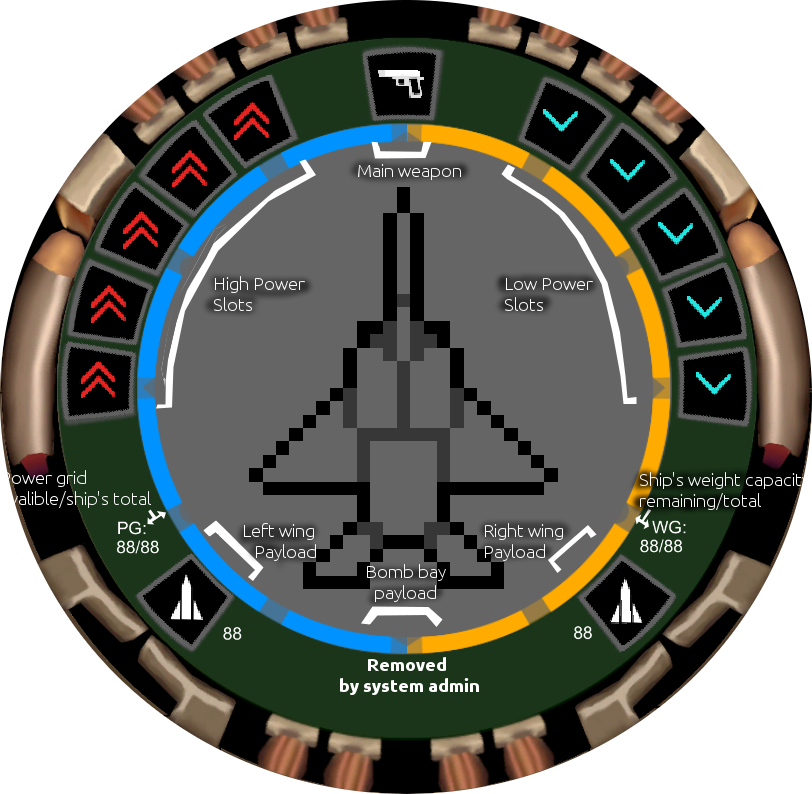 Main weapon
High Power
Slots
Low Power
Slots
Power grid
valible/ship's total
Ship's weight capacit
remaining/total
PG:
88/88
WG:
88/88
Left wing
Payload
Right wing
Payload
Bomb bay
payload
88
88
Removed
by system admin